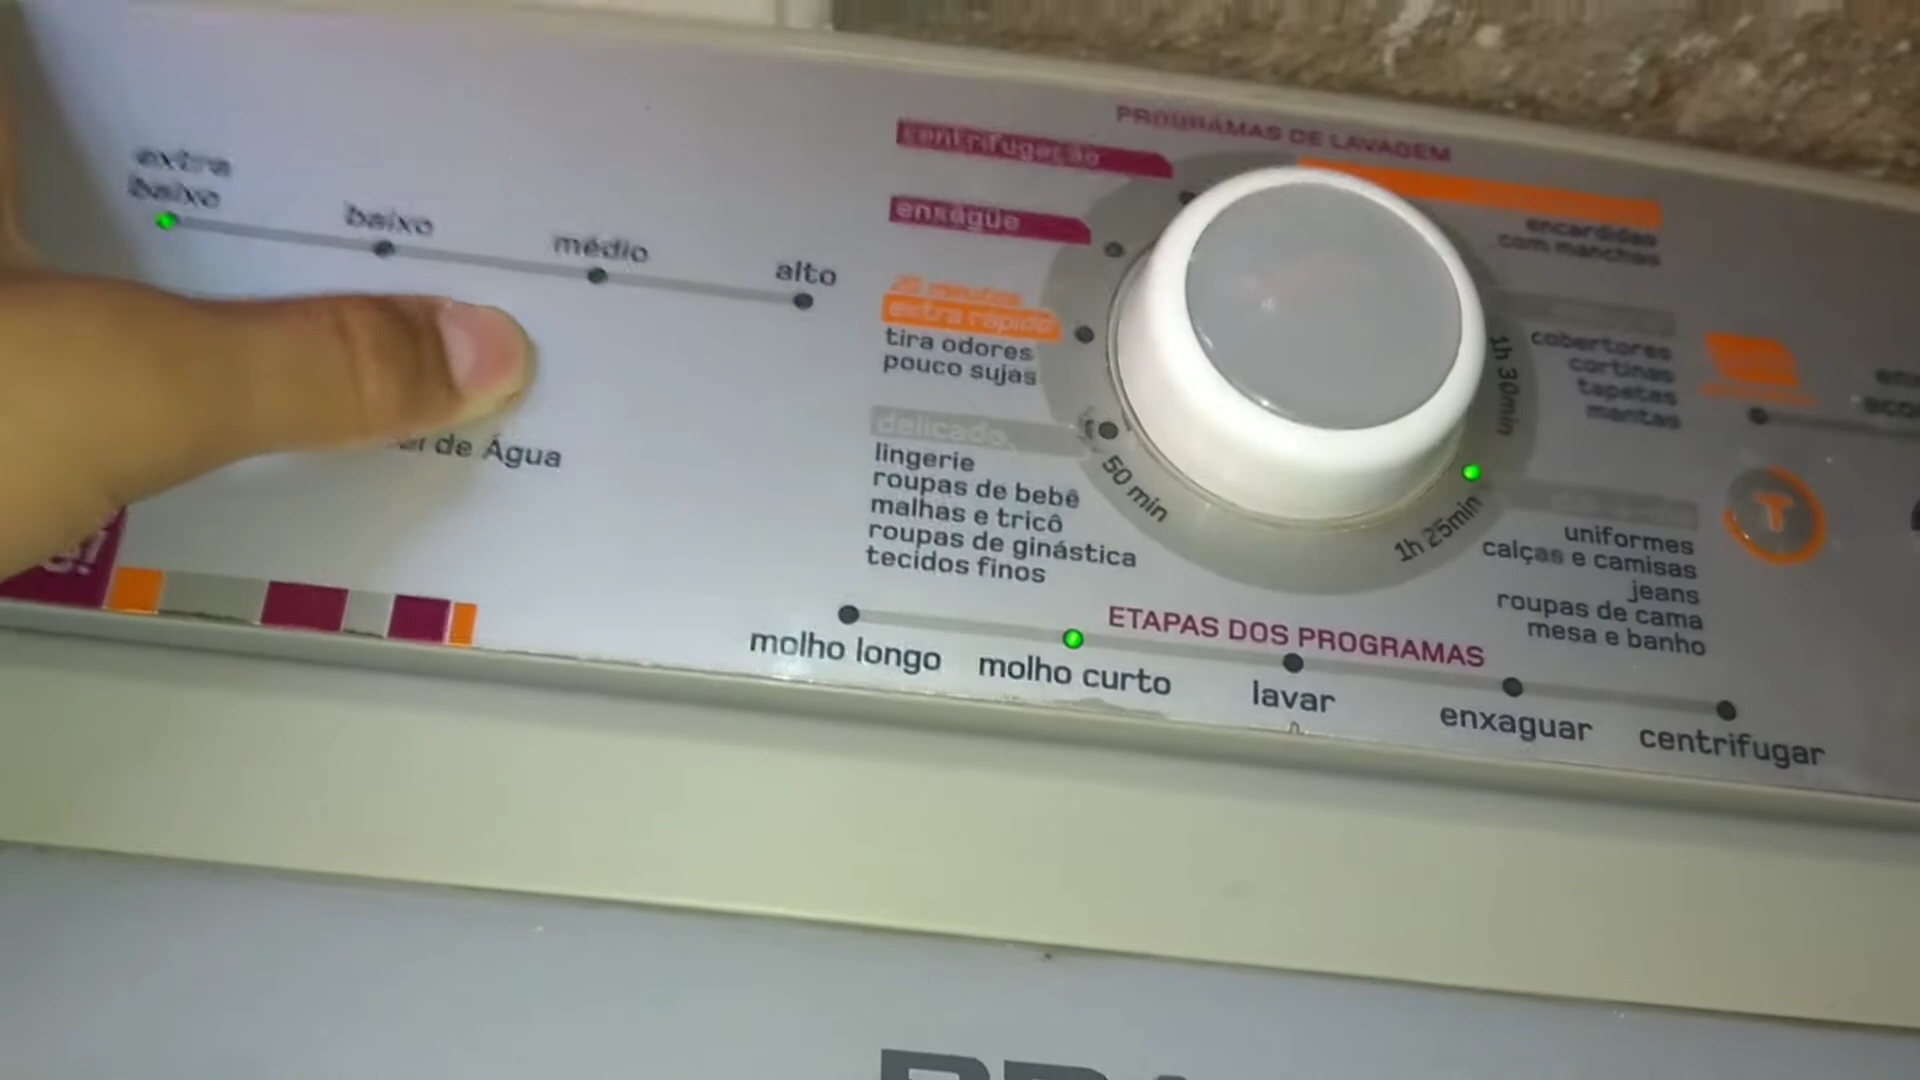 extra
baixo
baixo
médio
alto
de Água
PROGRAMAS DE LAVAGEM
centrifugação
enxágüe
extra rápido
tira odores
pouco sujas
delicado
lingerie
roupas de bebê
malhas e tricô
roupas de ginástica
tecidos finos
50 min
1h 25min
1h 30min
encardidas
com manchas
cobertores
cortinas
tapetes
mantas
uniformes
calças e camisas
jeans
roupas de cama
mesa e banho
T
ETAPAS DOS PROGRAMAS
molho longo
molho curto
lavar
enxaguar
centrifugar